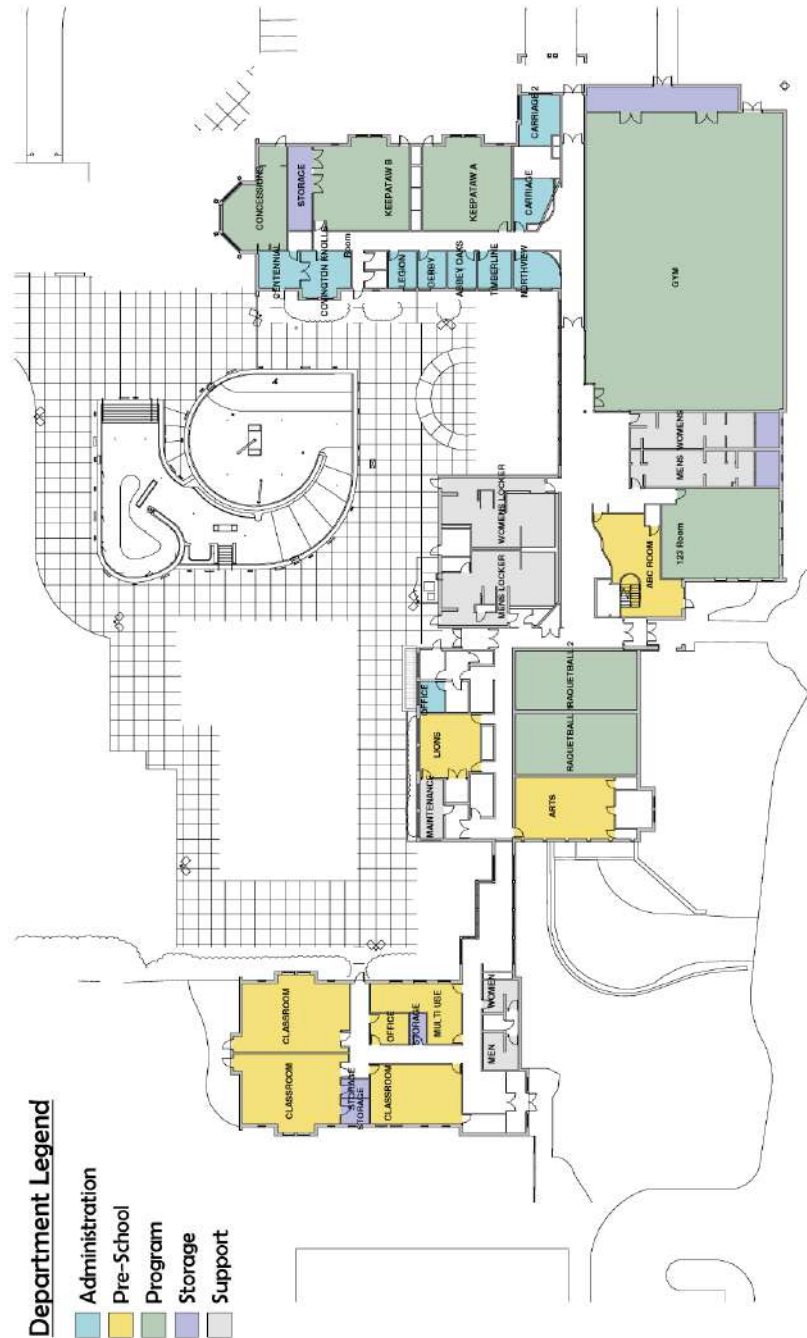 Department Legend
Administration
Pre-School
Program
Storage
Support
CLASSROOM
CLASSROOM
STORAGE
STORAGE
CLASSROOM
OFFICE
STORAGE
MULTI USE
MEN
WOMEN
MAINTENANCE
LIONS
OFFICE
ARTS
RAQUETBALL
RAQUETBALL 2
MENS LOCKER
WOMENS LOCKER
ABC ROOM
123 Room
MENS
WOMENS
GYM
CENTENNIAL
COVINGTON KNOLLS
Room
LEGION
DERBY
ABBEY OAKS
TIMBERLINE
NORTHVIEW
CONCESSIONS
STORAGE
KEEPATAW B
KEEPATAW A
CARRIAGE
CARRIAGE 2